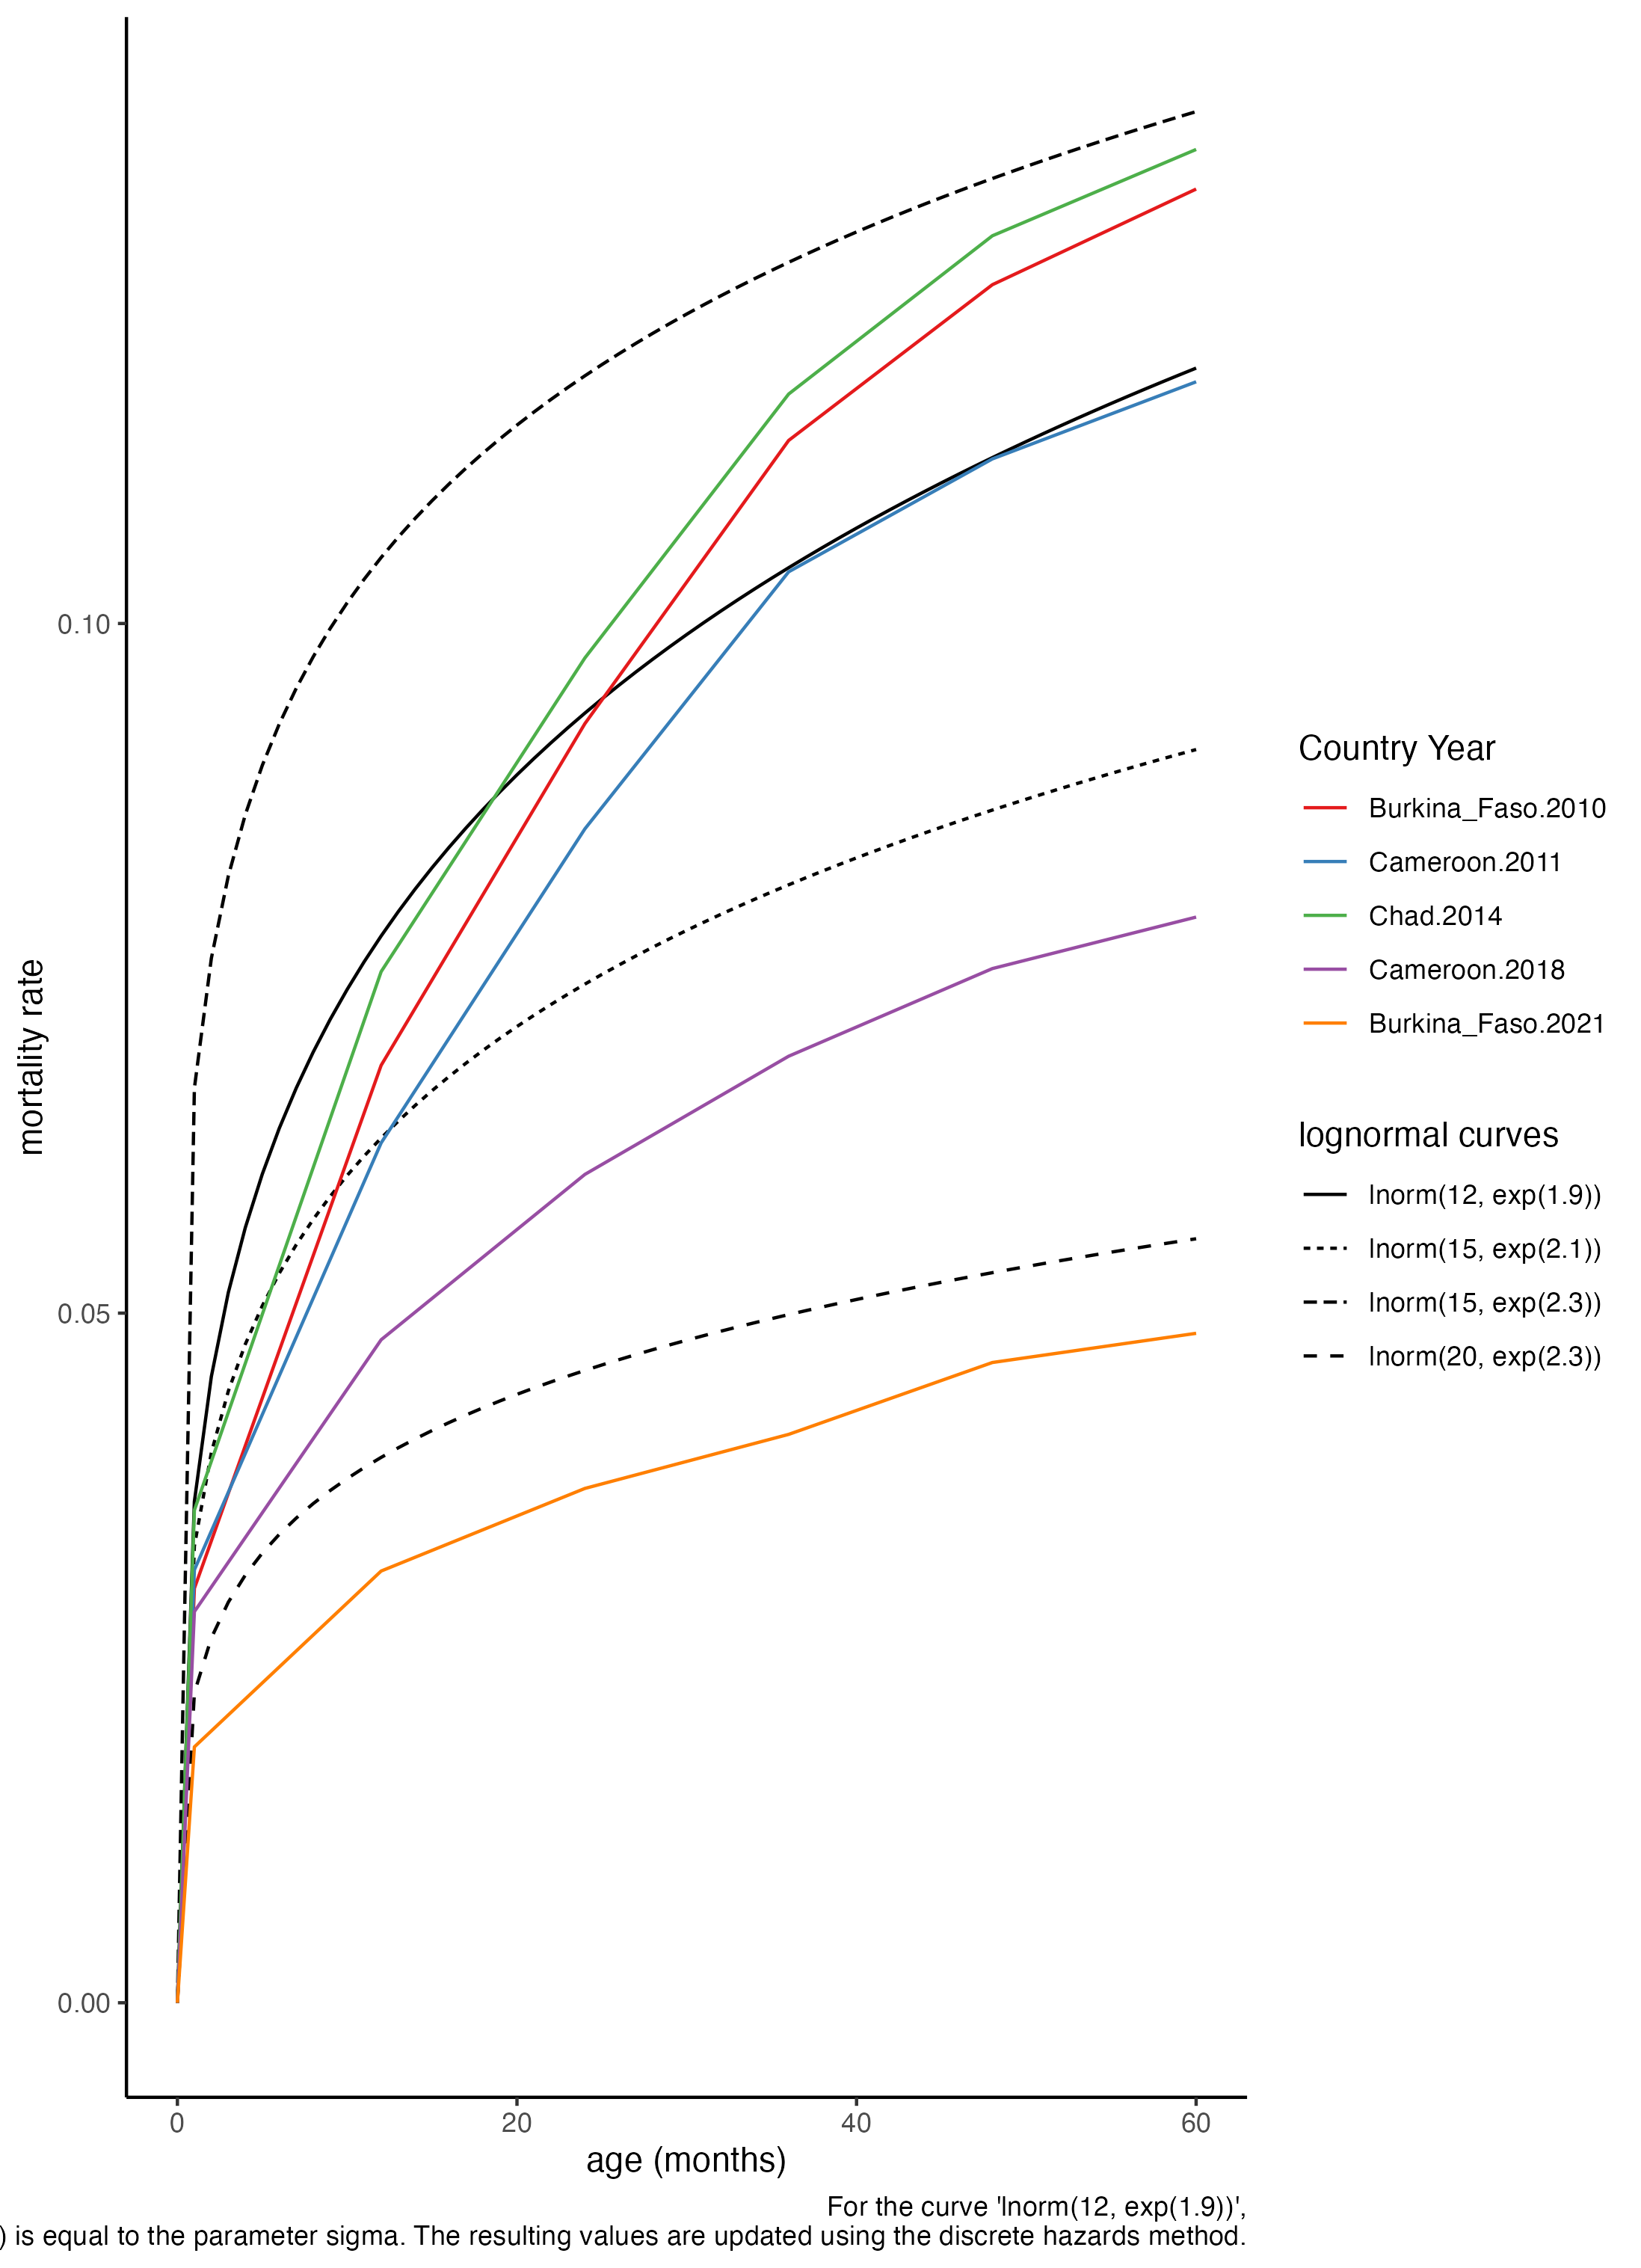 mortality rate
0.10
0.05
0.00
0
20
40
60
age (months)
Country Year
Burkina_Faso.2010
Cameroon.2011
Chad.2014
Cameroon.2018
Burkina_Faso.2021
lognormal curves
lnorm(12, exp(1.9))
lnorm(15, exp(2.1))
lnorm(15, exp(2.3))
lnorm(20, exp(2.3))
For the curve 'lnorm(12, exp(1.9))',
) is equal to the parameter sigma. The resulting values are updated using the discrete hazards method.